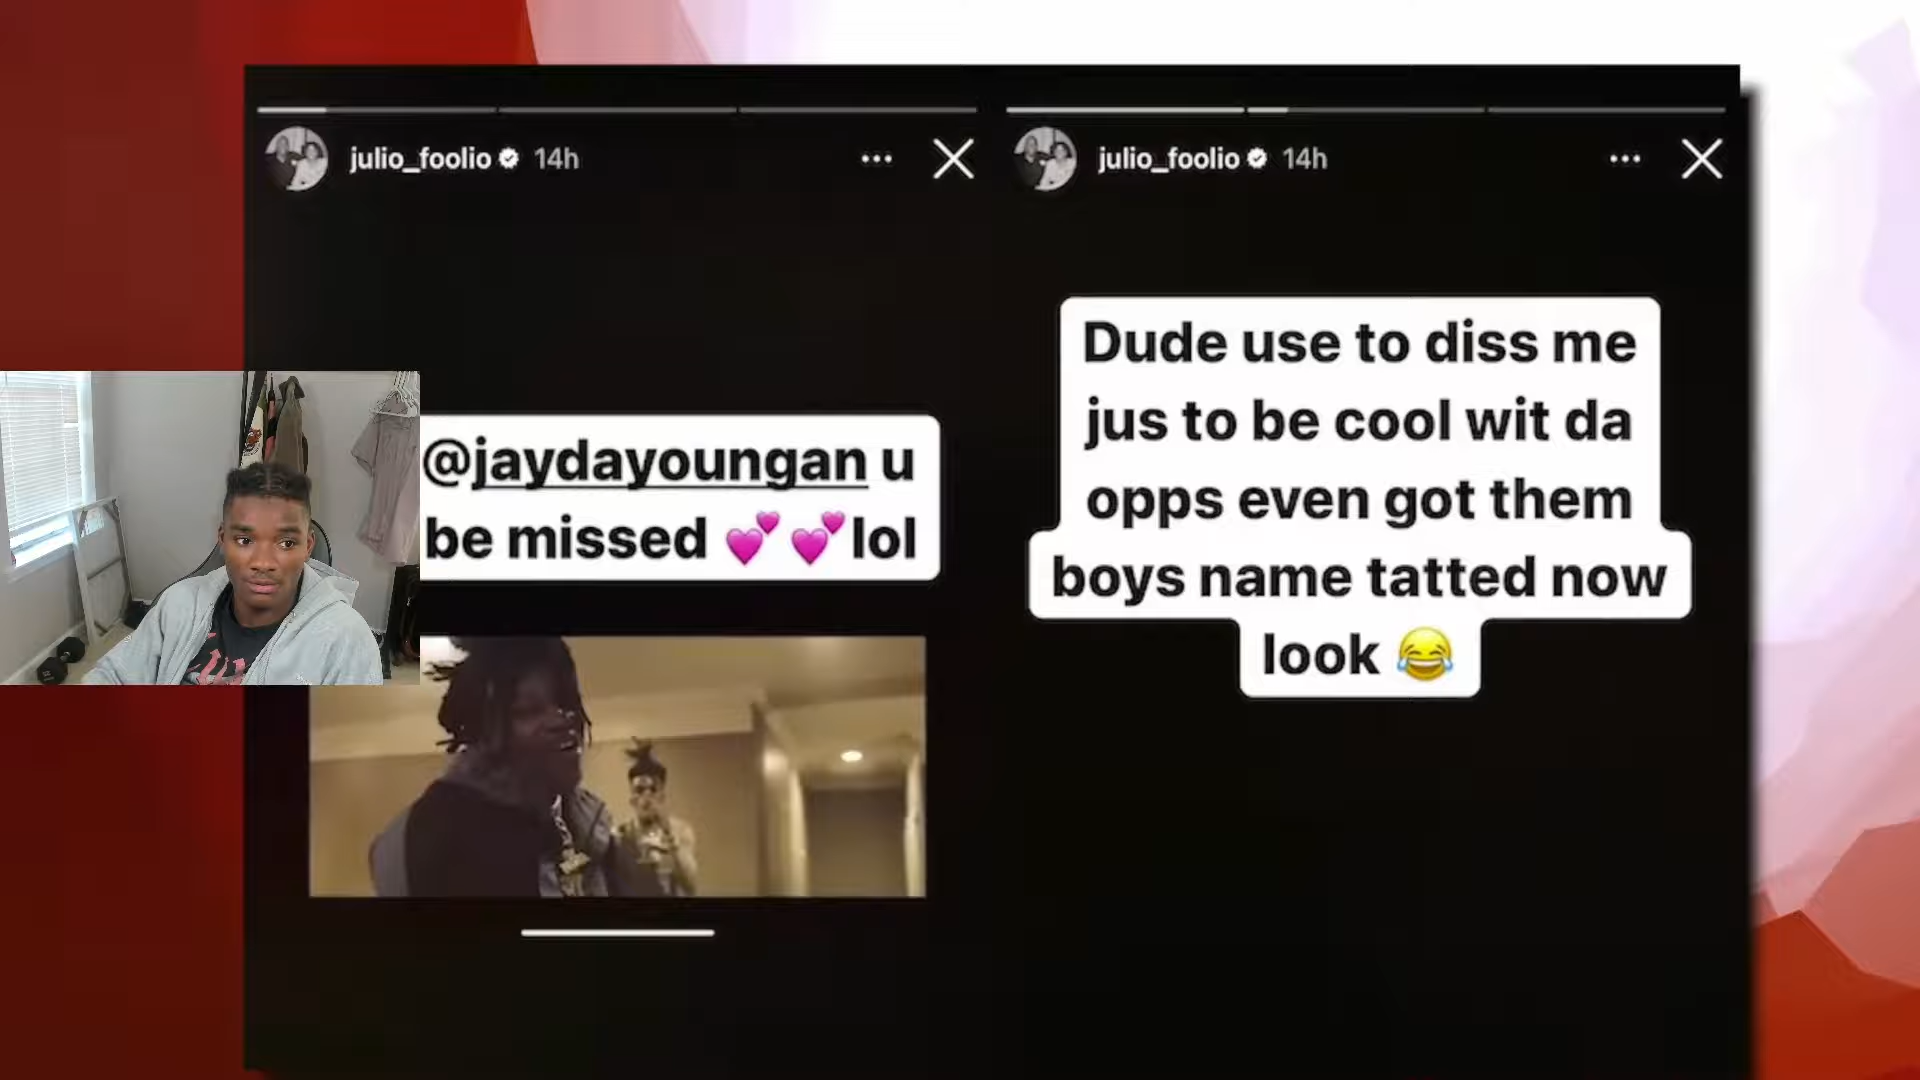 julio_foolio 14h
@jaydayoungan u
be missed 💕 💕 lol
julio_foolio 14h
Dude use to diss me
jus to be cool wit da
opps even got them
boys name tatted now
look 😂